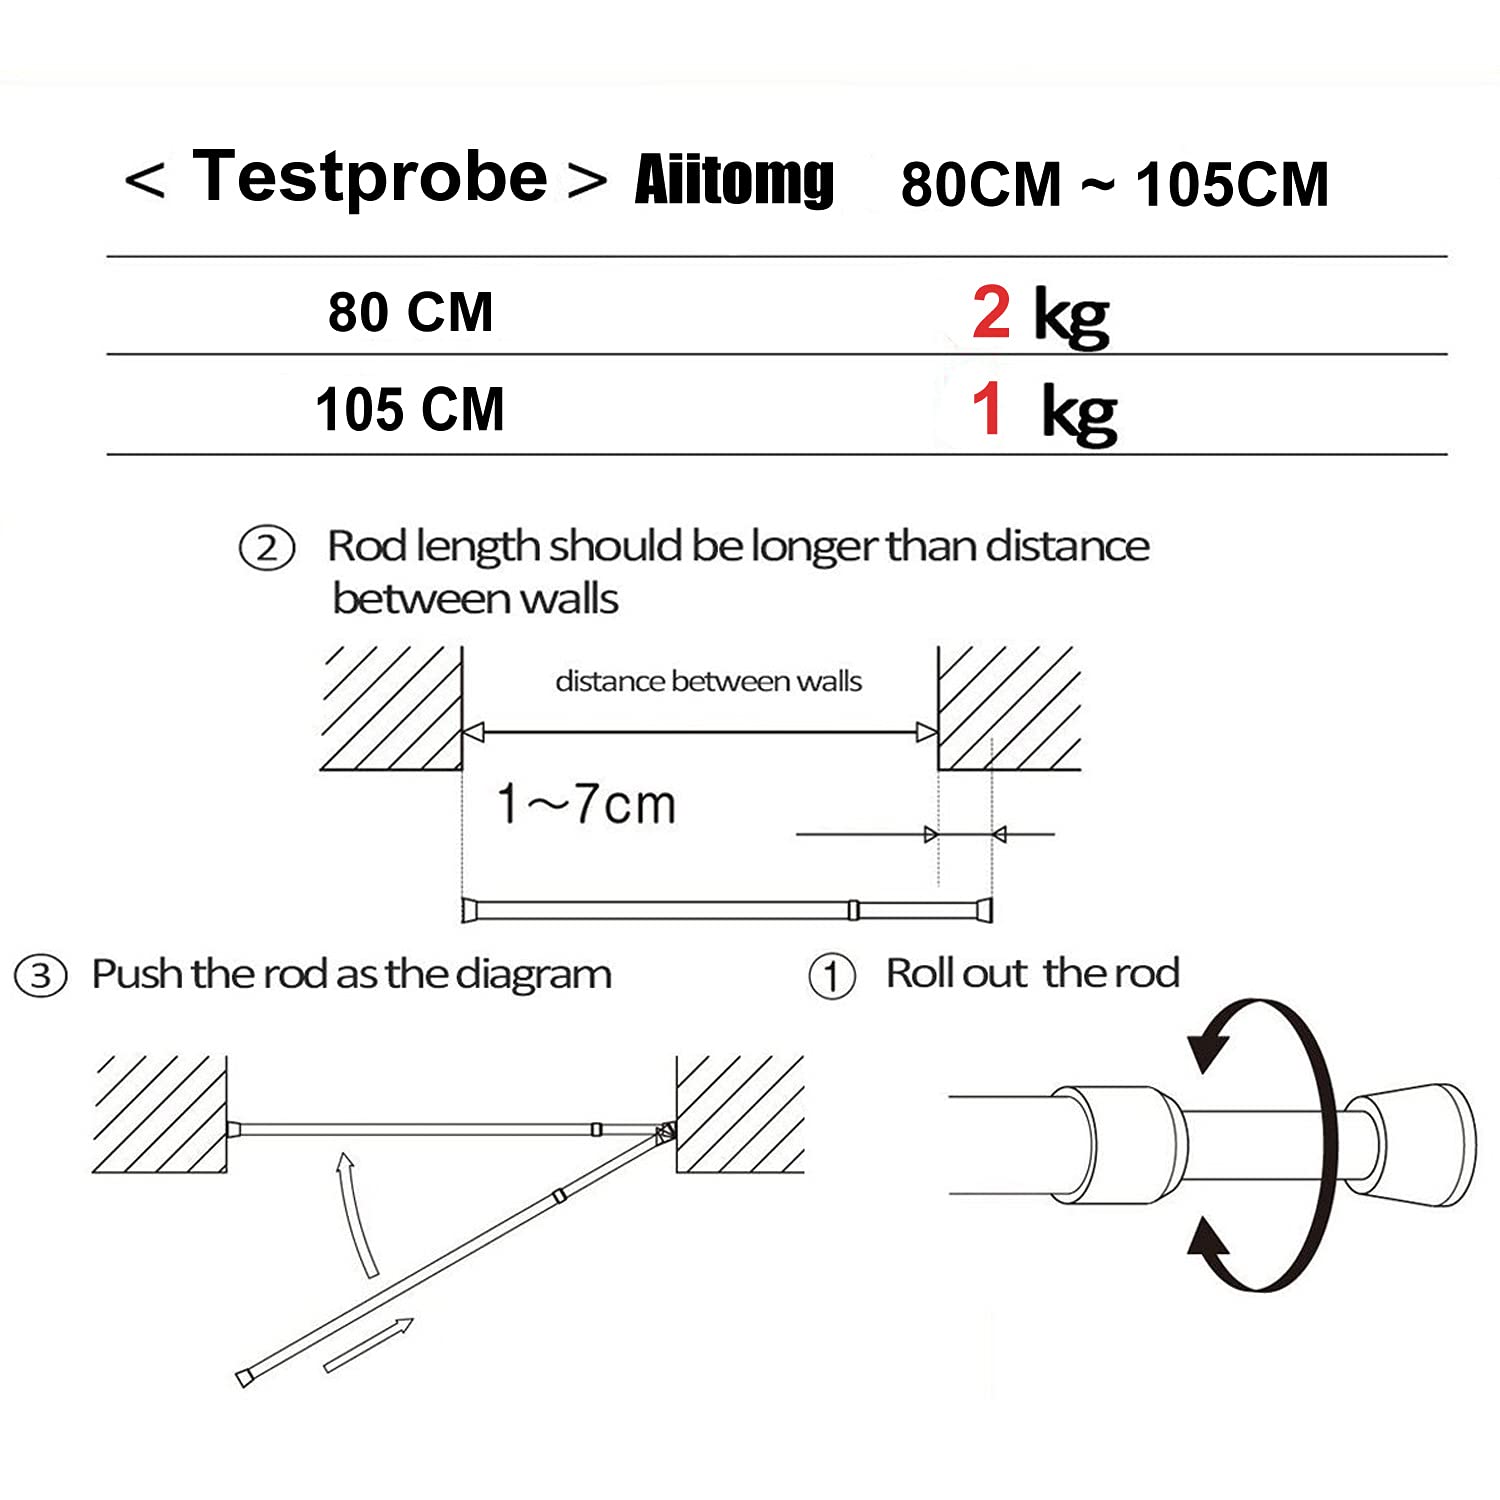 < Testprobe > Aiitomg 80CM ~ 105CM
80 CM 2 kg
105 CM 1 kg
② Rod length should be longer than distance
between walls
distance between walls
1~7cm
③ Push the rod as the diagram
① Roll out the rod